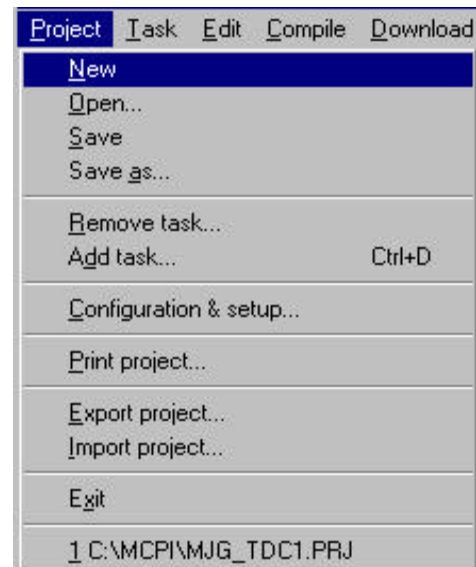 Project Task Edit Compile Download
New
Open...
Save
Save as...
Remove task...
Add task... Ctrl+D
Configuration & setup...
Print project...
Export project...
Import project...
Exit
1 C:\MCPI\MJG_TDC1.PRJ